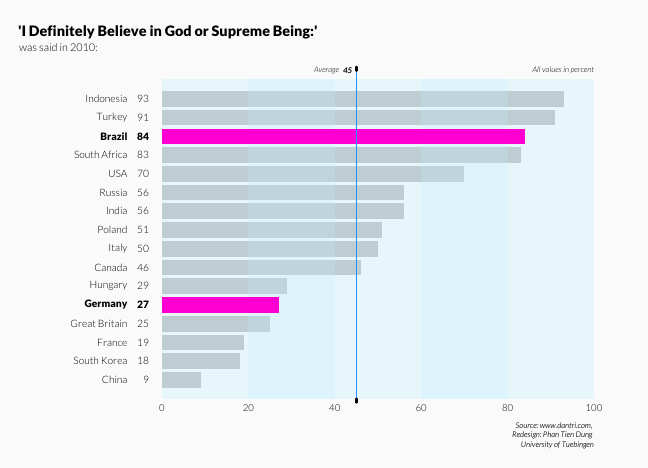 'I Definitely Believe in God or Supreme Being:'
was said in 2010:
Average 45
All values in percent
Indonesia 93
Turkey 91
Brazil 84
South Africa 83
USA 70
Russia 56
India 56
Poland 51
Italy 50
Canada 46
Hungary 29
Germany 27
Great Britain 25
France 19
South Korea 18
China 9
0 20 40 60 80 100
Source: www.dantri.com,
Redesign: Phan Tien Dung
University of Tuebingen